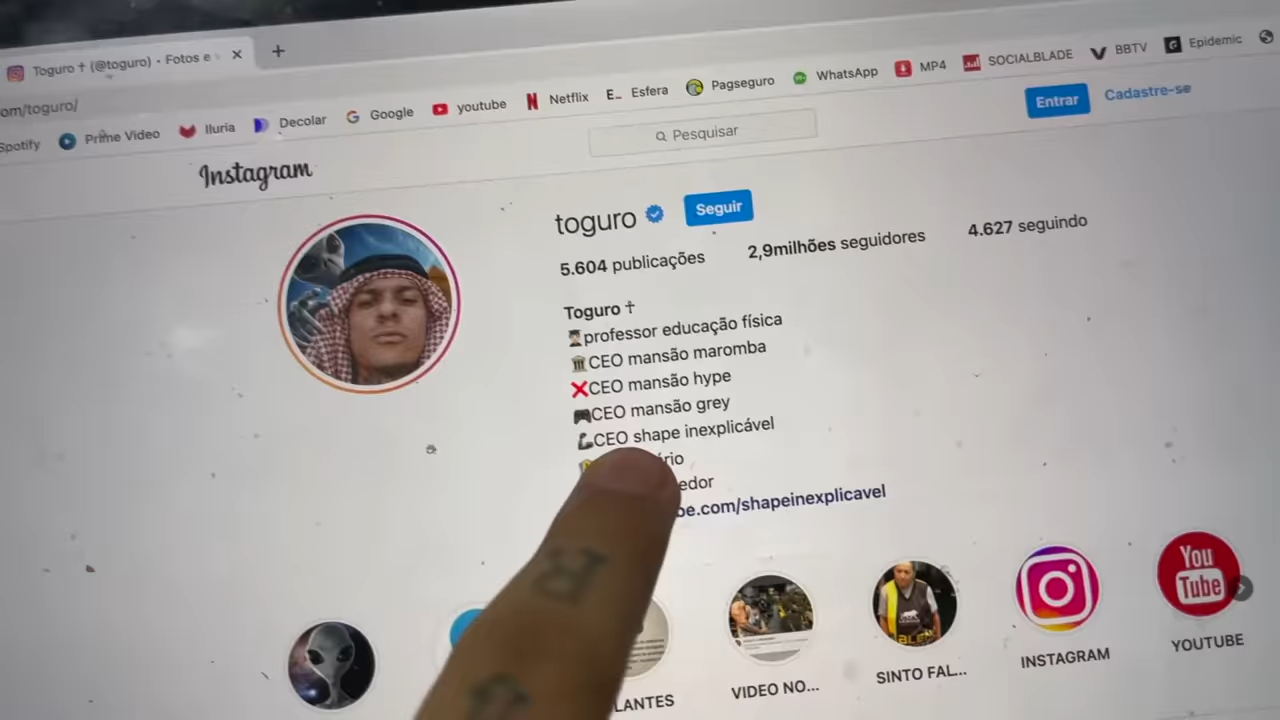 Toguro ✝ (@toguro) • Fotos e
om/toguro/
Spotify Prime Video Iluria Decolar Google youtube Netflix E.. Esfera Pagseguro WhatsApp MP4 SOCIALBLADE BBTV Epidemic
Instagram
Pesquisar
Entrar Cadastre-se
toguro Seguir
5.604 publicações 2,9milhões seguidores 4.627 seguindo
Toguro ✝
professor educação física
CEO mansão maromba
❌CEO mansão hype
CEO mansão grey
CEO shape inexplicável
ário
edor
be.com/shapeinexplicavel
You
Tube
LANTES VIDEO NO... SINTO FAL... INSTAGRAM YOUTUBE